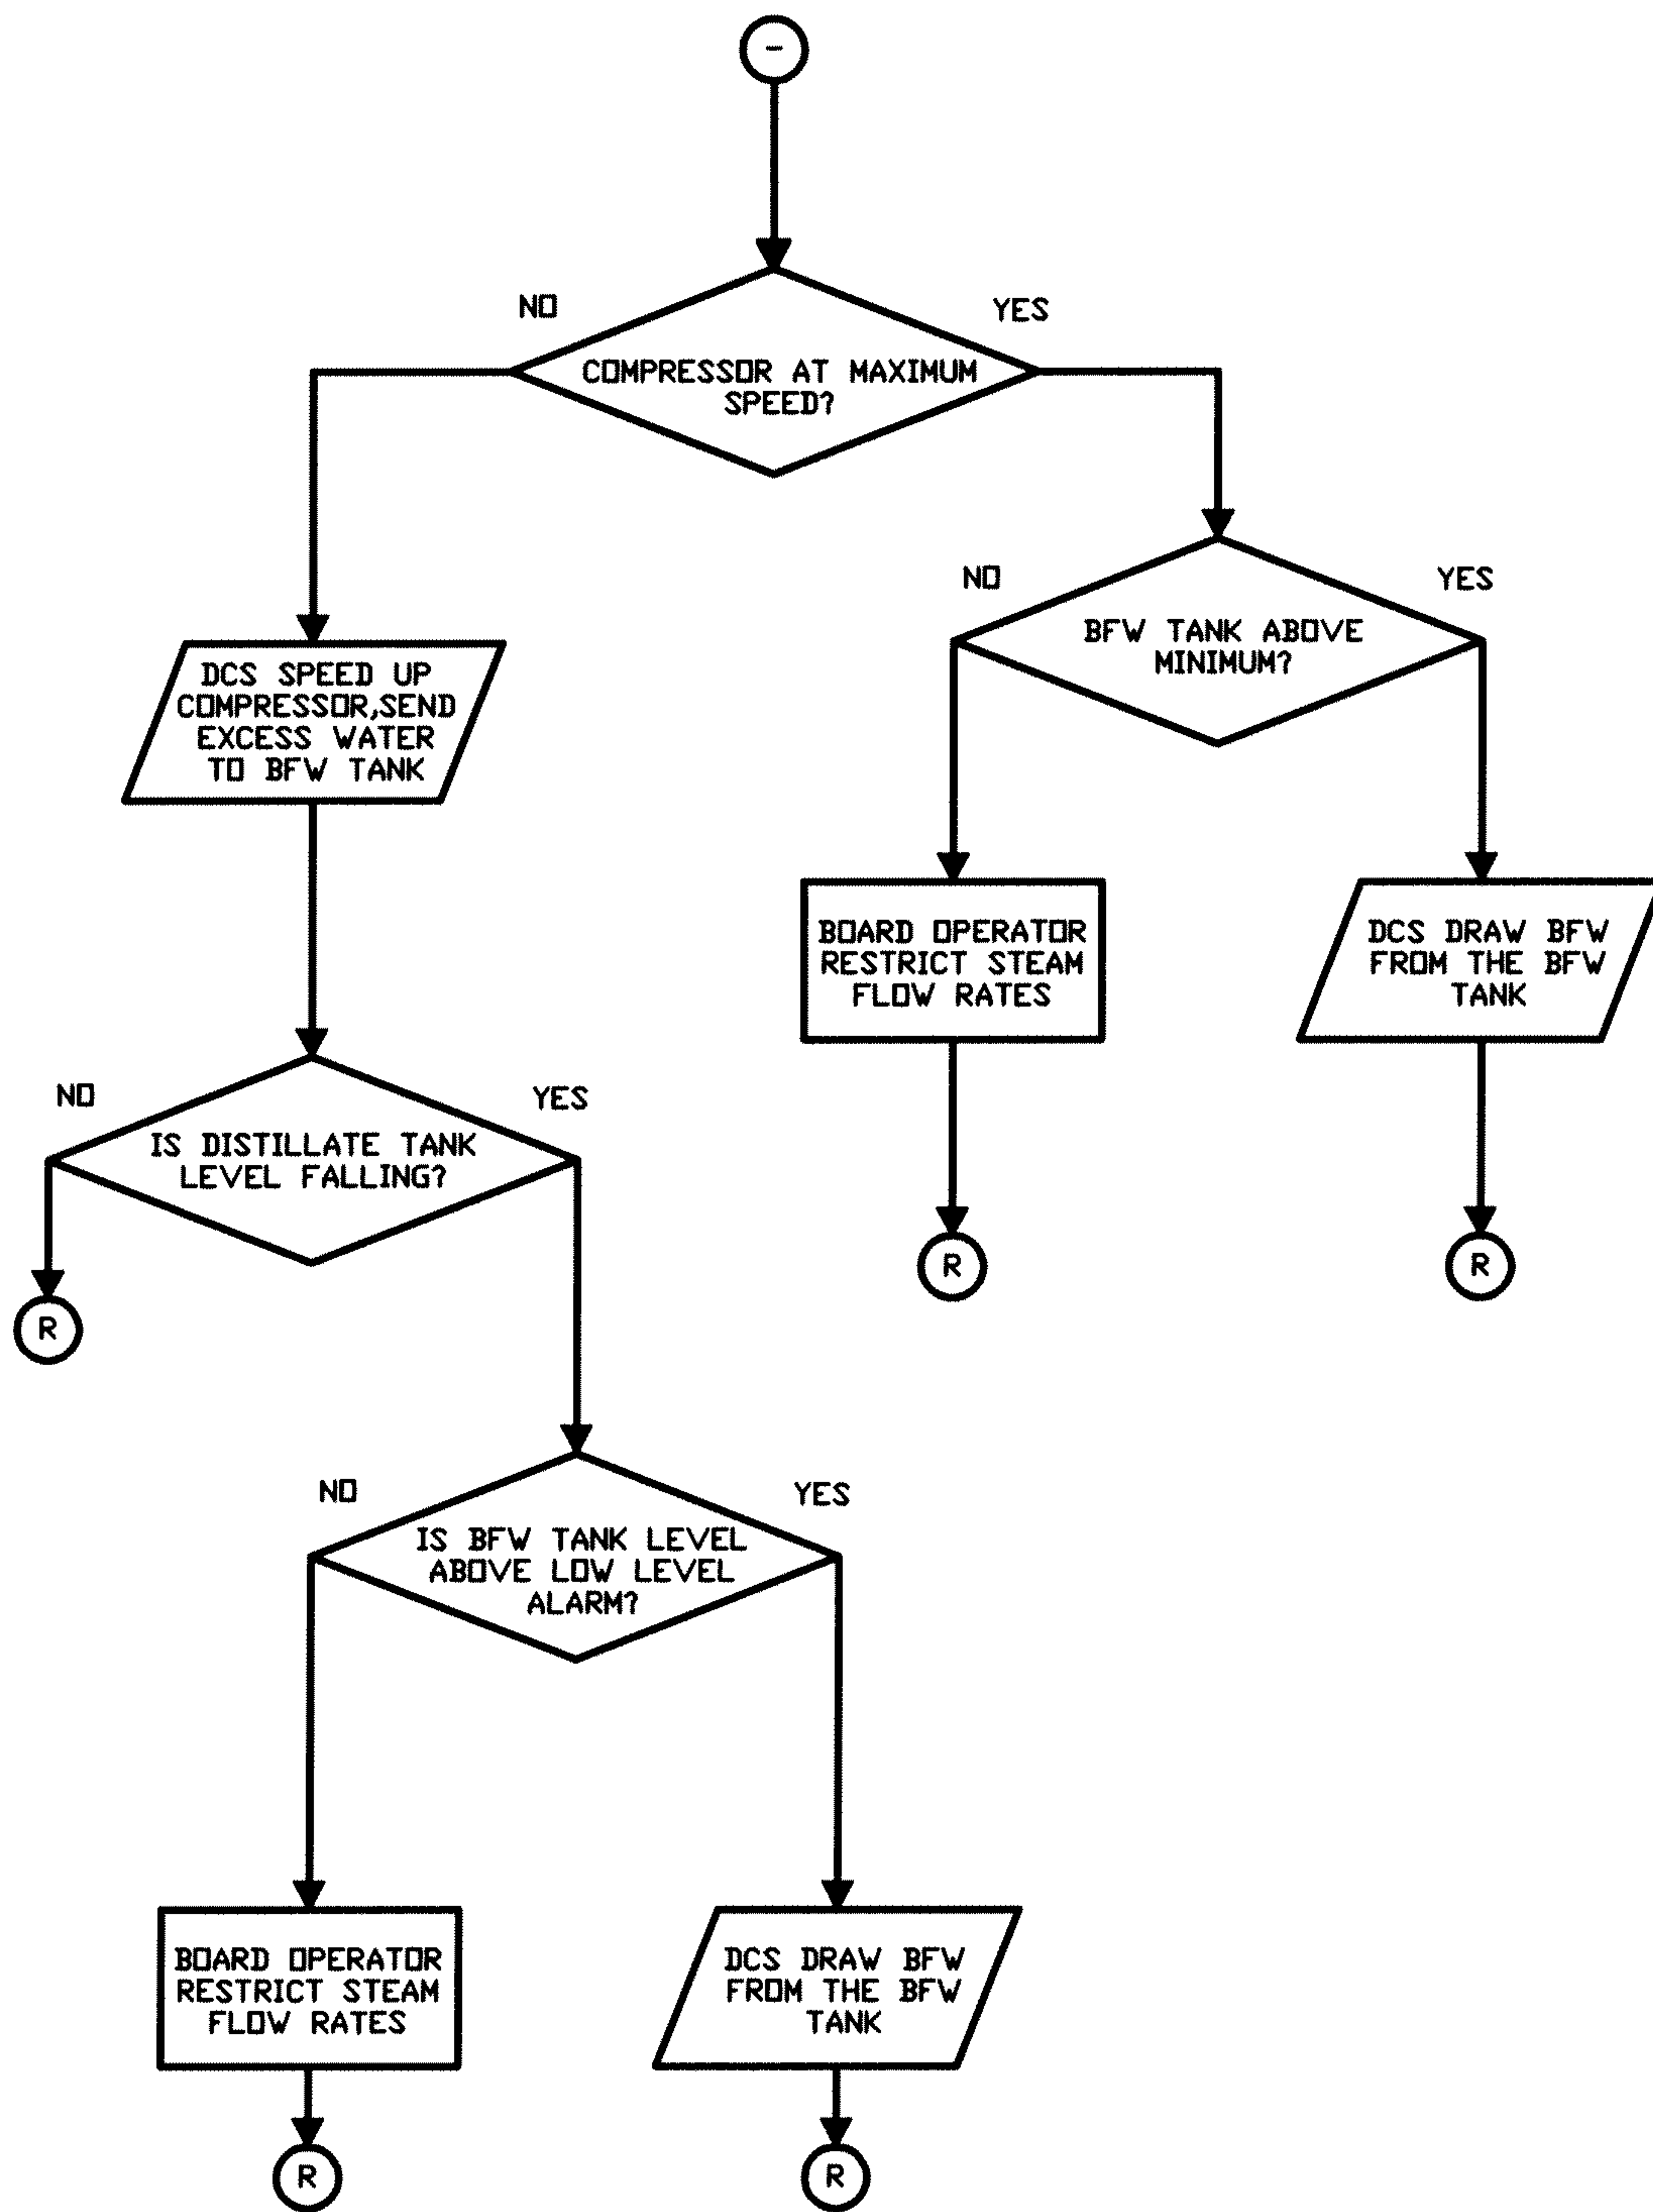 -
NO
YES
COMPRESSOR AT MAXIMUM
SPEED?
NO
YES
BFW TANK ABOVE
MINIMUM?
DCS SPEED UP
COMPRESSOR,SEND
EXCESS WATER
TO BFW TANK
BOARD OPERATOR
RESTRICT STEAM
FLOW RATES
DCS DRAW BFW
FROM THE BFW
TANK
NO
YES
IS DISTILLATE TANK
LEVEL FALLING?
R
R
R
NO
YES
IS BFW TANK LEVEL
ABOVE LOW LEVEL
ALARM?
BOARD OPERATOR
RESTRICT STEAM
FLOW RATES
DCS DRAW BFW
FROM THE BFW
TANK
R
R